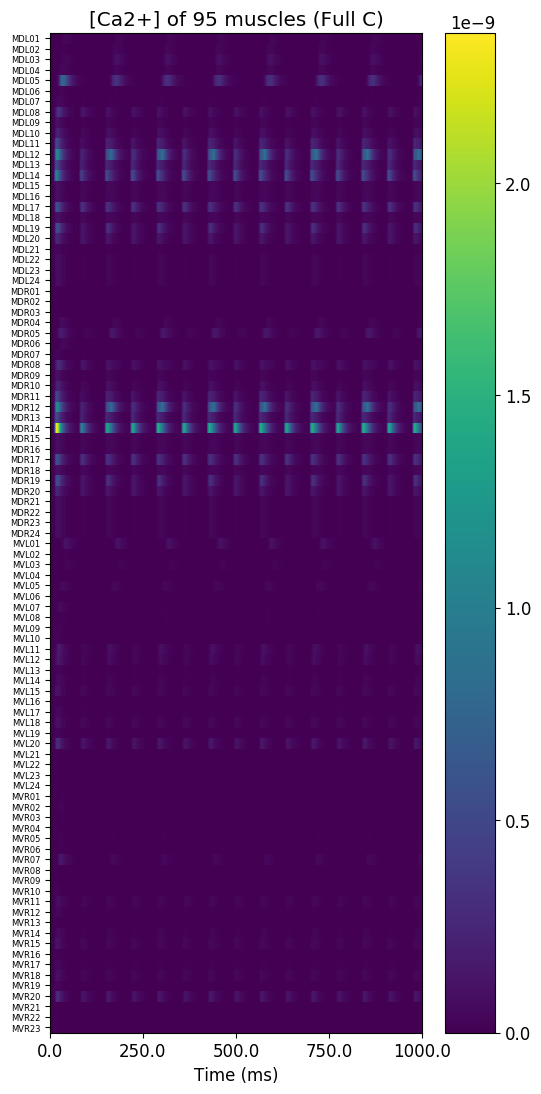 [Ca2+] of 95 muscles (Full C)
1e−9
MDL01
MDL02
MDL03
MDL04
MDL05
MDL06
MDL07
MDL08
MDL09
MDL10
MDL11
MDL12
MDL13
MDL14
MDL15
MDL16
MDL17
MDL18
MDL19
MDL20
MDL21
MDL22
MDL23
MDL24
MDR01
MDR02
MDR03
MDR04
MDR05
MDR06
MDR07
MDR08
MDR09
MDR10
MDR11
MDR12
MDR13
MDR14
MDR15
MDR16
MDR17
MDR18
MDR19
MDR20
MDR21
MDR22
MDR23
MDR24
MVL01
MVL02
MVL03
MVL04
MVL05
MVL06
MVL07
MVL08
MVL09
MVL10
MVL11
MVL12
MVL13
MVL14
MVL15
MVL16
MVL17
MVL18
MVL19
MVL20
MVL21
MVL22
MVL23
MVL24
MVR01
MVR02
MVR03
MVR04
MVR05
MVR06
MVR07
MVR08
MVR09
MVR10
MVR11
MVR12
MVR13
MVR14
MVR15
MVR16
MVR17
MVR18
MVR19
MVR20
MVR21
MVR22
MVR23
0.0 250.0 500.0 750.0 1000.0
Time (ms)
2.0
1.5
1.0
0.5
0.0